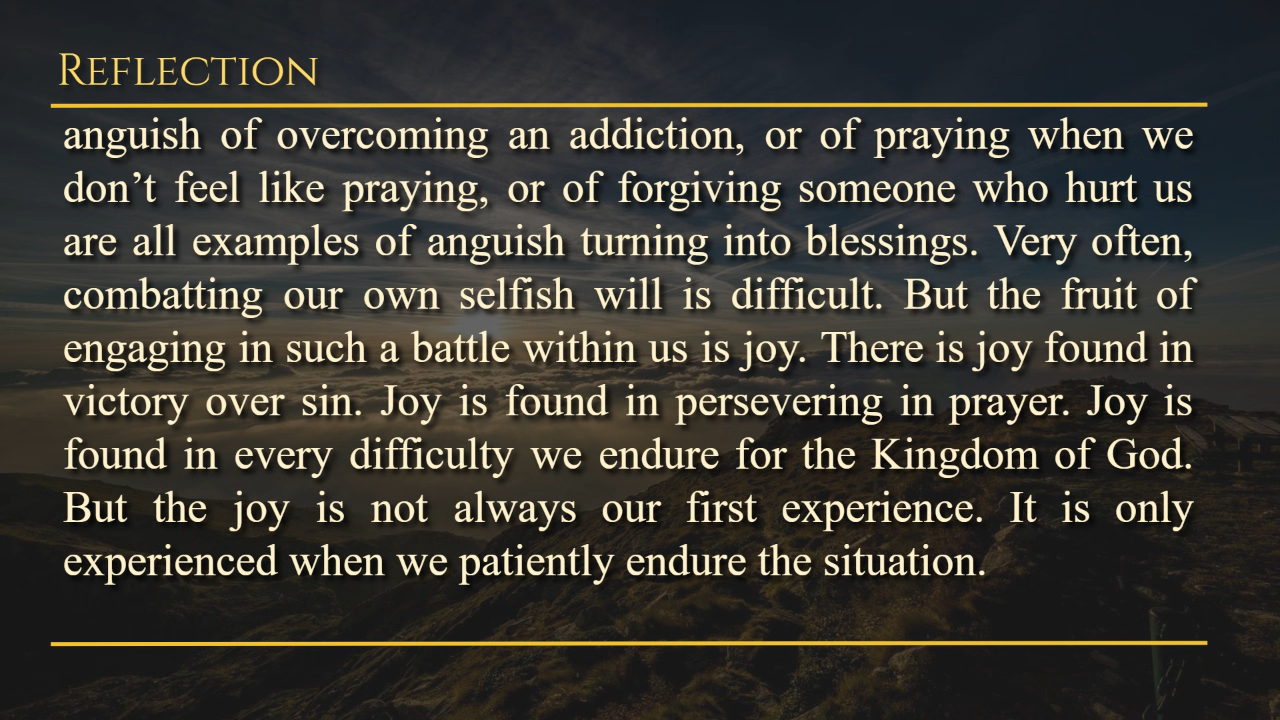 Reflection
anguish of overcoming an addiction, or of praying when we
don’t feel like praying, or of forgiving someone who hurt us
are all examples of anguish turning into blessings. Very often,
combatting our own selfish will is difficult. But the fruit of
engaging in such a battle within us is joy. There is joy found in
victory over sin. Joy is found in persevering in prayer. Joy is
found in every difficulty we endure for the Kingdom of God.
But the joy is not always our first experience. It is only
experienced when we patiently endure the situation.